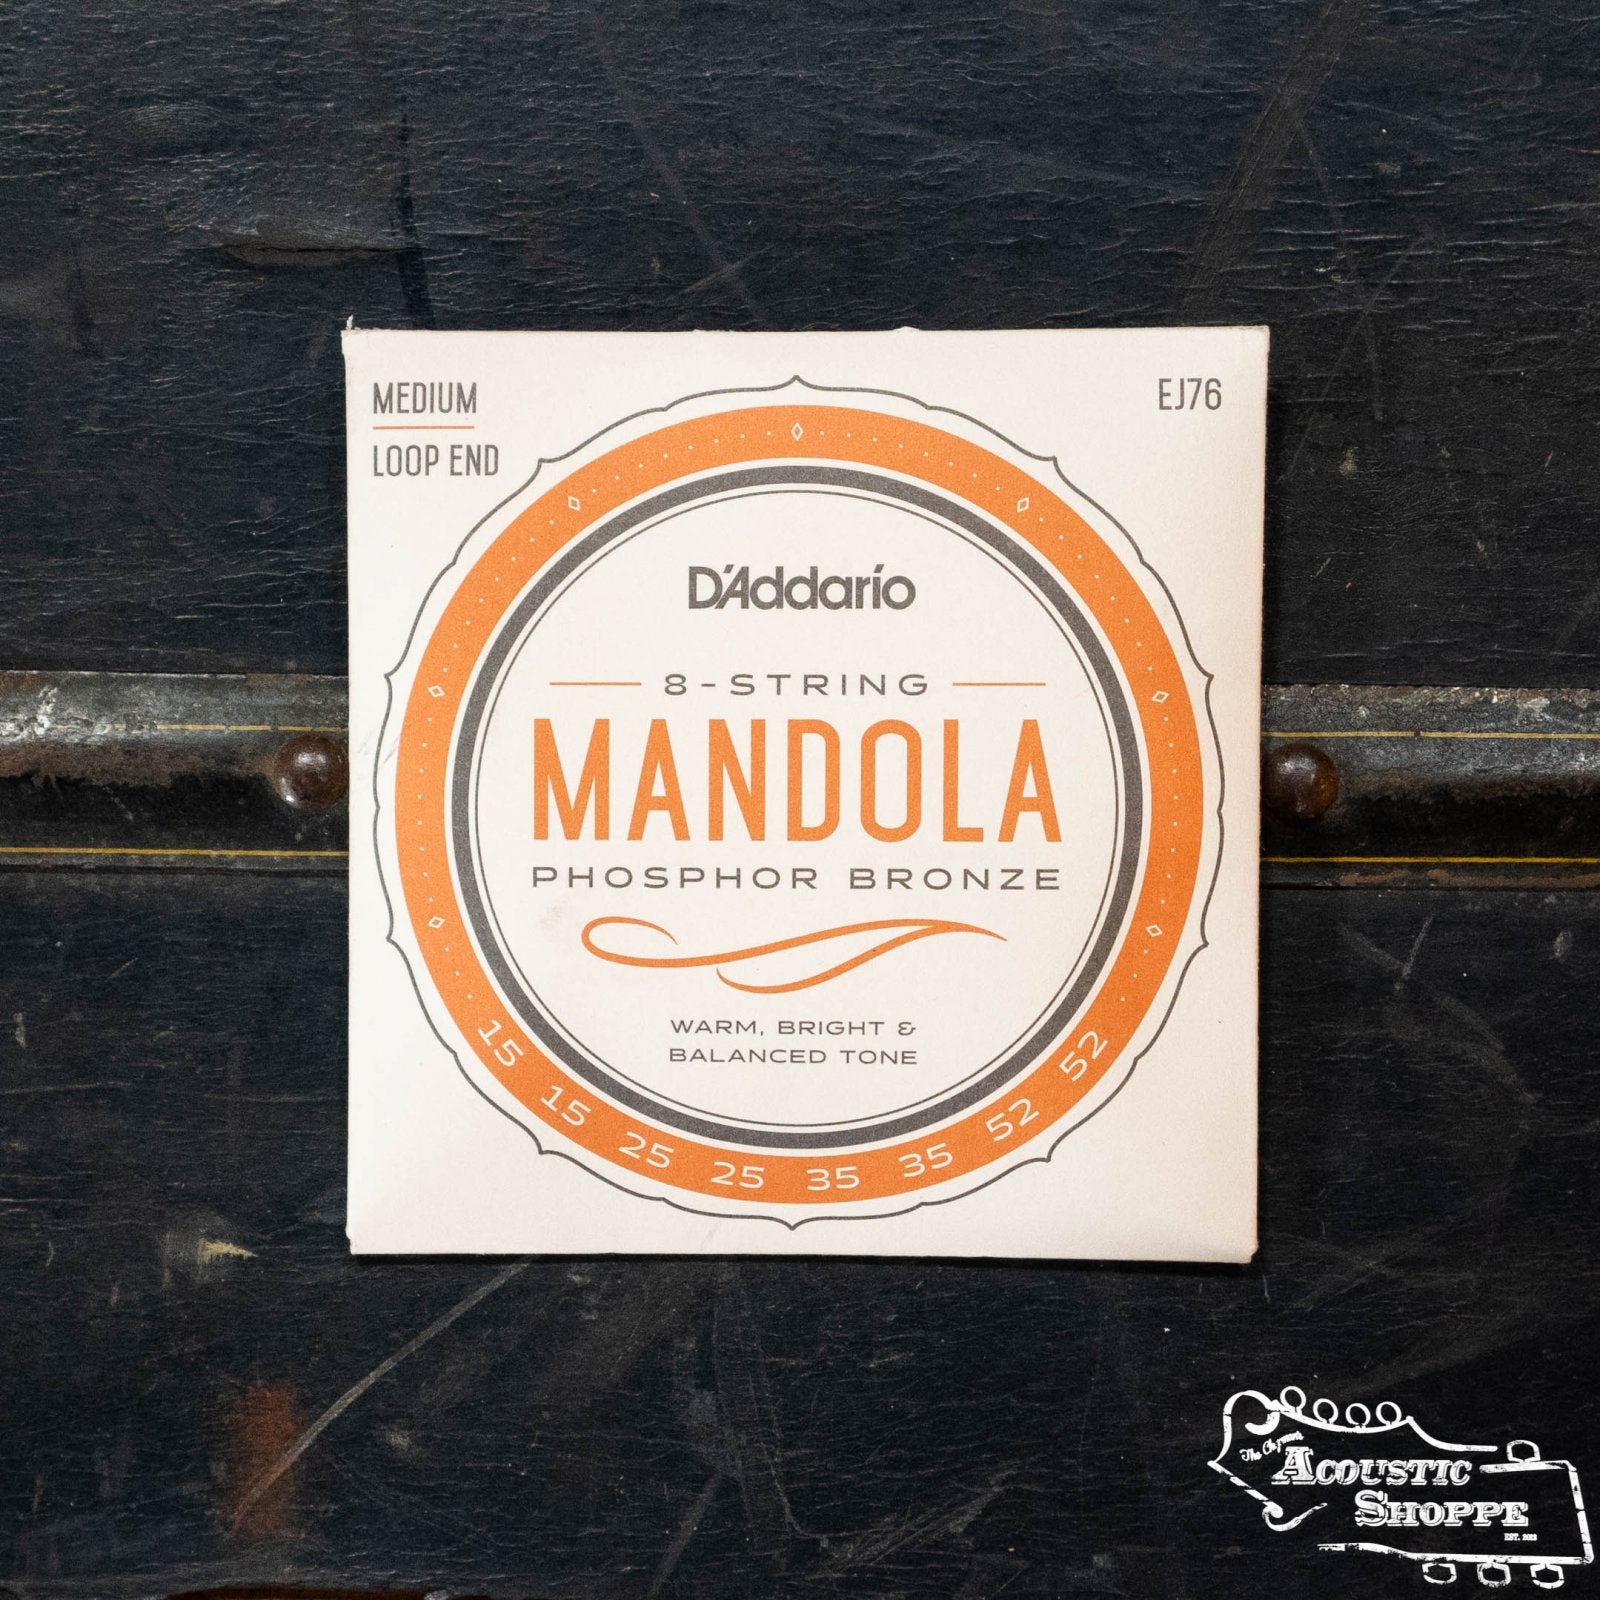 MEDIUM
LOOP END
EJ76
D'Addario
8-STRING
MANDOLA
PHOSPHOR BRONZE
WARM, BRIGHT &
BALANCED TONE
15 15 25 25 35 35 52 52
The
ACOUSTIC
SHOPPE